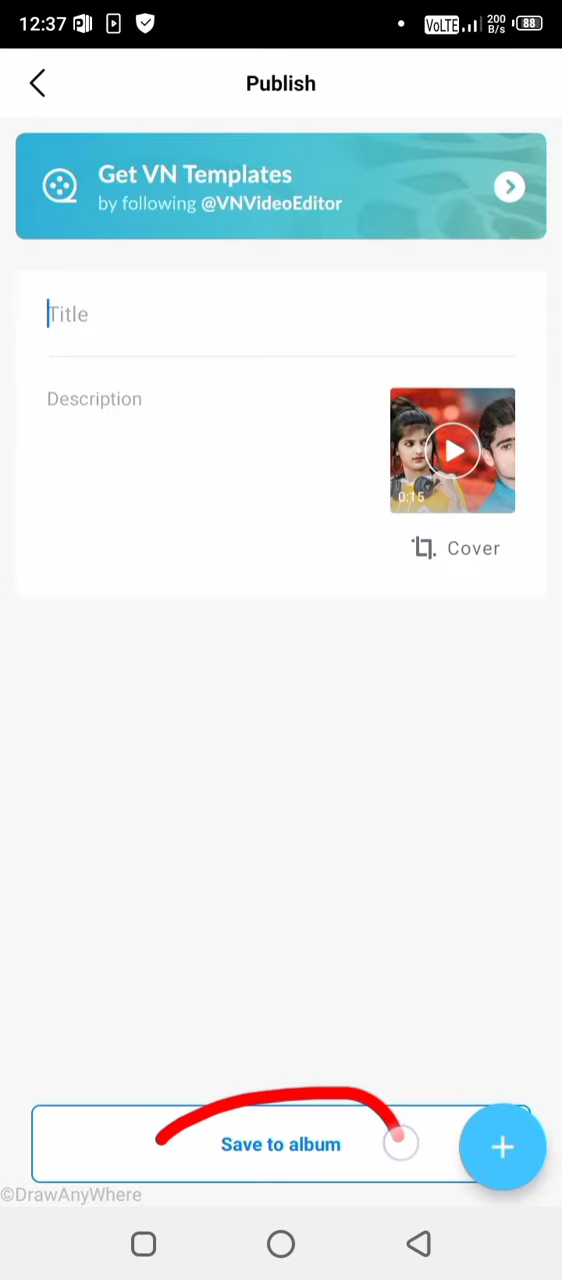 12:37
VoLTE
200
B/s
88
Publish
Get VN Templates
by following @VNVideoEditor
Title
Description
0:15
Cover
Save to album
©DrawAnyWhere